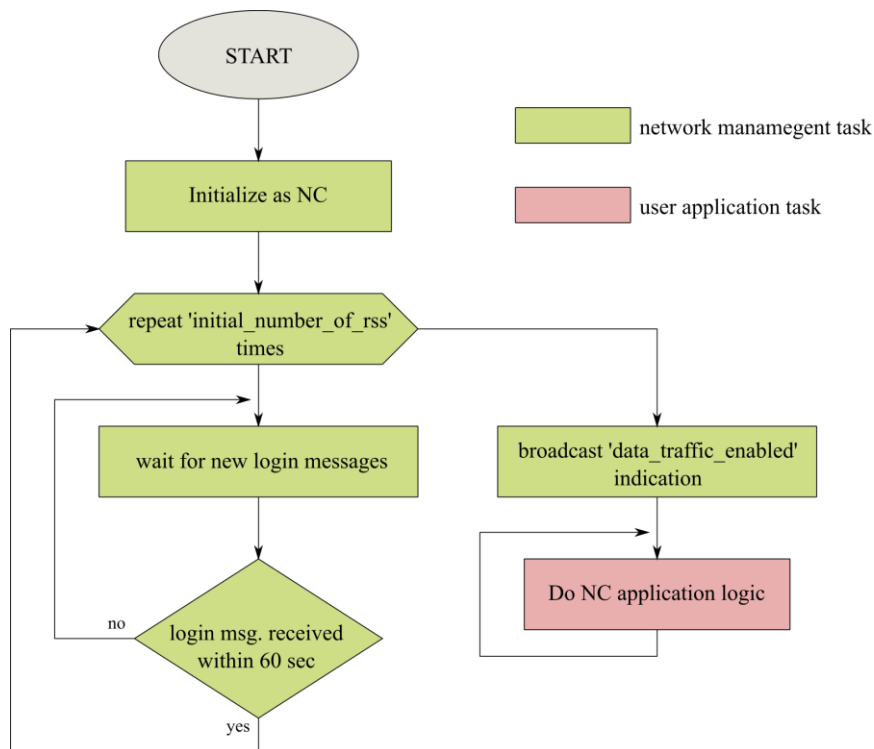 START
network manamegent task
Initialize as NC
user application task
repeat 'initial_number_of_rss'
times
wait for new login messages
broadcast 'data_traffic_enabled'
indication
Do NC application logic
no
login msg. received
within 60 sec
yes